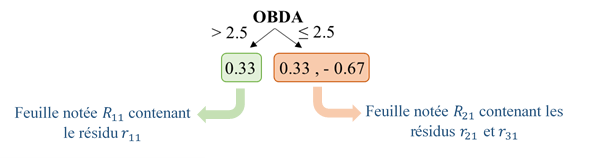 OBDA
> 2.5 ≤ 2.5
0.33 0.33 , - 0.67
Feuille notée R₁₁ contenant
le résidu r₁₁
Feuille notée R₂₁ contenant les
résidus r₂₁ et r₃₁